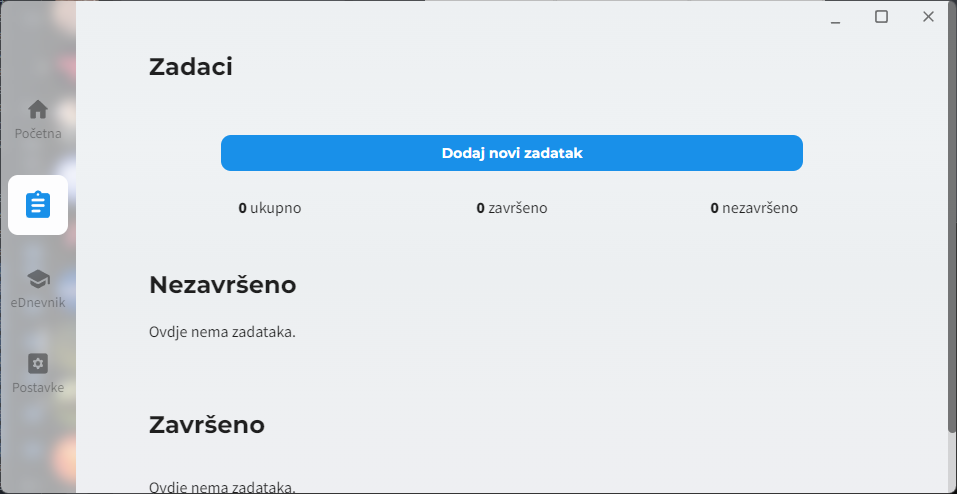 Zadaci
Početna
Dodaj novi zadatak
0 ukupno
0 završeno
0 nezavršeno
eDnevnik
Nezavršeno
Ovdje nema zadataka.
Postavke
Završeno
Ovdje nema zadataka.